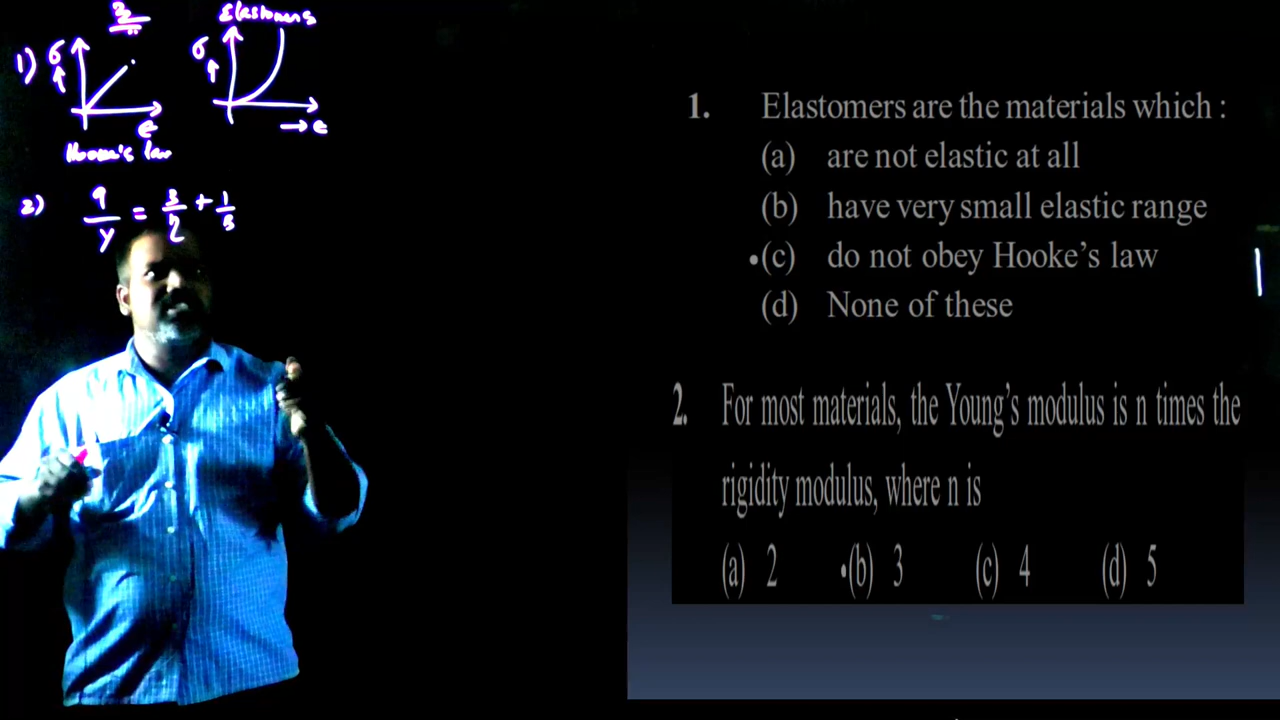 Elastomers
1) σ
e
σ
e
Hooke's law
2) 9/Y = 3/η + 1/B
1. Elastomers are the materials which :
(a) are not elastic at all
(b) have very small elastic range
•(c) do not obey Hooke’s law
(d) None of these
2. For most materials, the Young’s modulus is n times the
rigidity modulus, where n is
(a) 2 •(b) 3 (c) 4 (d) 5